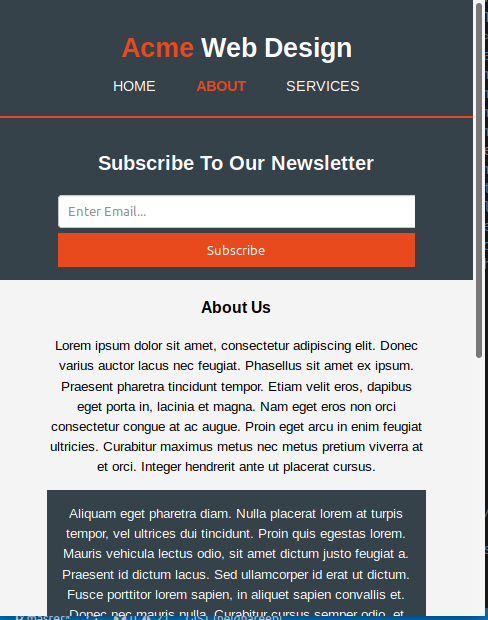 Acme Web Design
HOME ABOUT SERVICES
Subscribe To Our Newsletter
Enter Email...
Subscribe
About Us
Lorem ipsum dolor sit amet, consectetur adipiscing elit. Donec
varius auctor lacus nec feugiat. Phasellus sit amet ex ipsum.
Praesent pharetra tincidunt tempor. Etiam velit eros, dapibus
eget porta in, lacinia et magna. Nam eget eros non orci
consectetur congue at ac augue. Proin eget arcu in enim feugiat
ultricies. Curabitur maximus metus nec metus pretium viverra at
et orci. Integer hendrerit ante ut placerat cursus.
Aliquam eget pharetra diam. Nulla placerat lorem at turpis
tempor, vel ultrices dui tincidunt. Proin quis egestas lorem.
Mauris vehicula lectus odio, sit amet dictum justo feugiat a.
Praesent id dictum lacus. Sed ullamcorper id erat ut dictum.
Fusce porttitor lorem sapien, in aliquet sapien convallis et.
Donec nec mauris nulla. Curabitur cursus semper odio, et